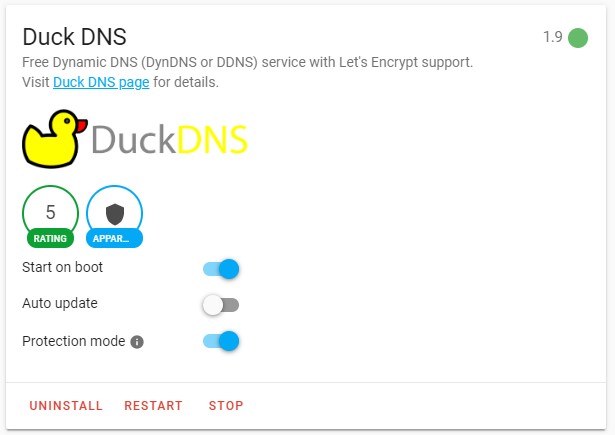 Duck DNS
1.9
Free Dynamic DNS (DynDNS or DDNS) service with Let's Encrypt support.
Visit Duck DNS page for details.
DuckDNS
5
RATING
APPAR...
Start on boot
Auto update
Protection mode
UNINSTALL RESTART STOP